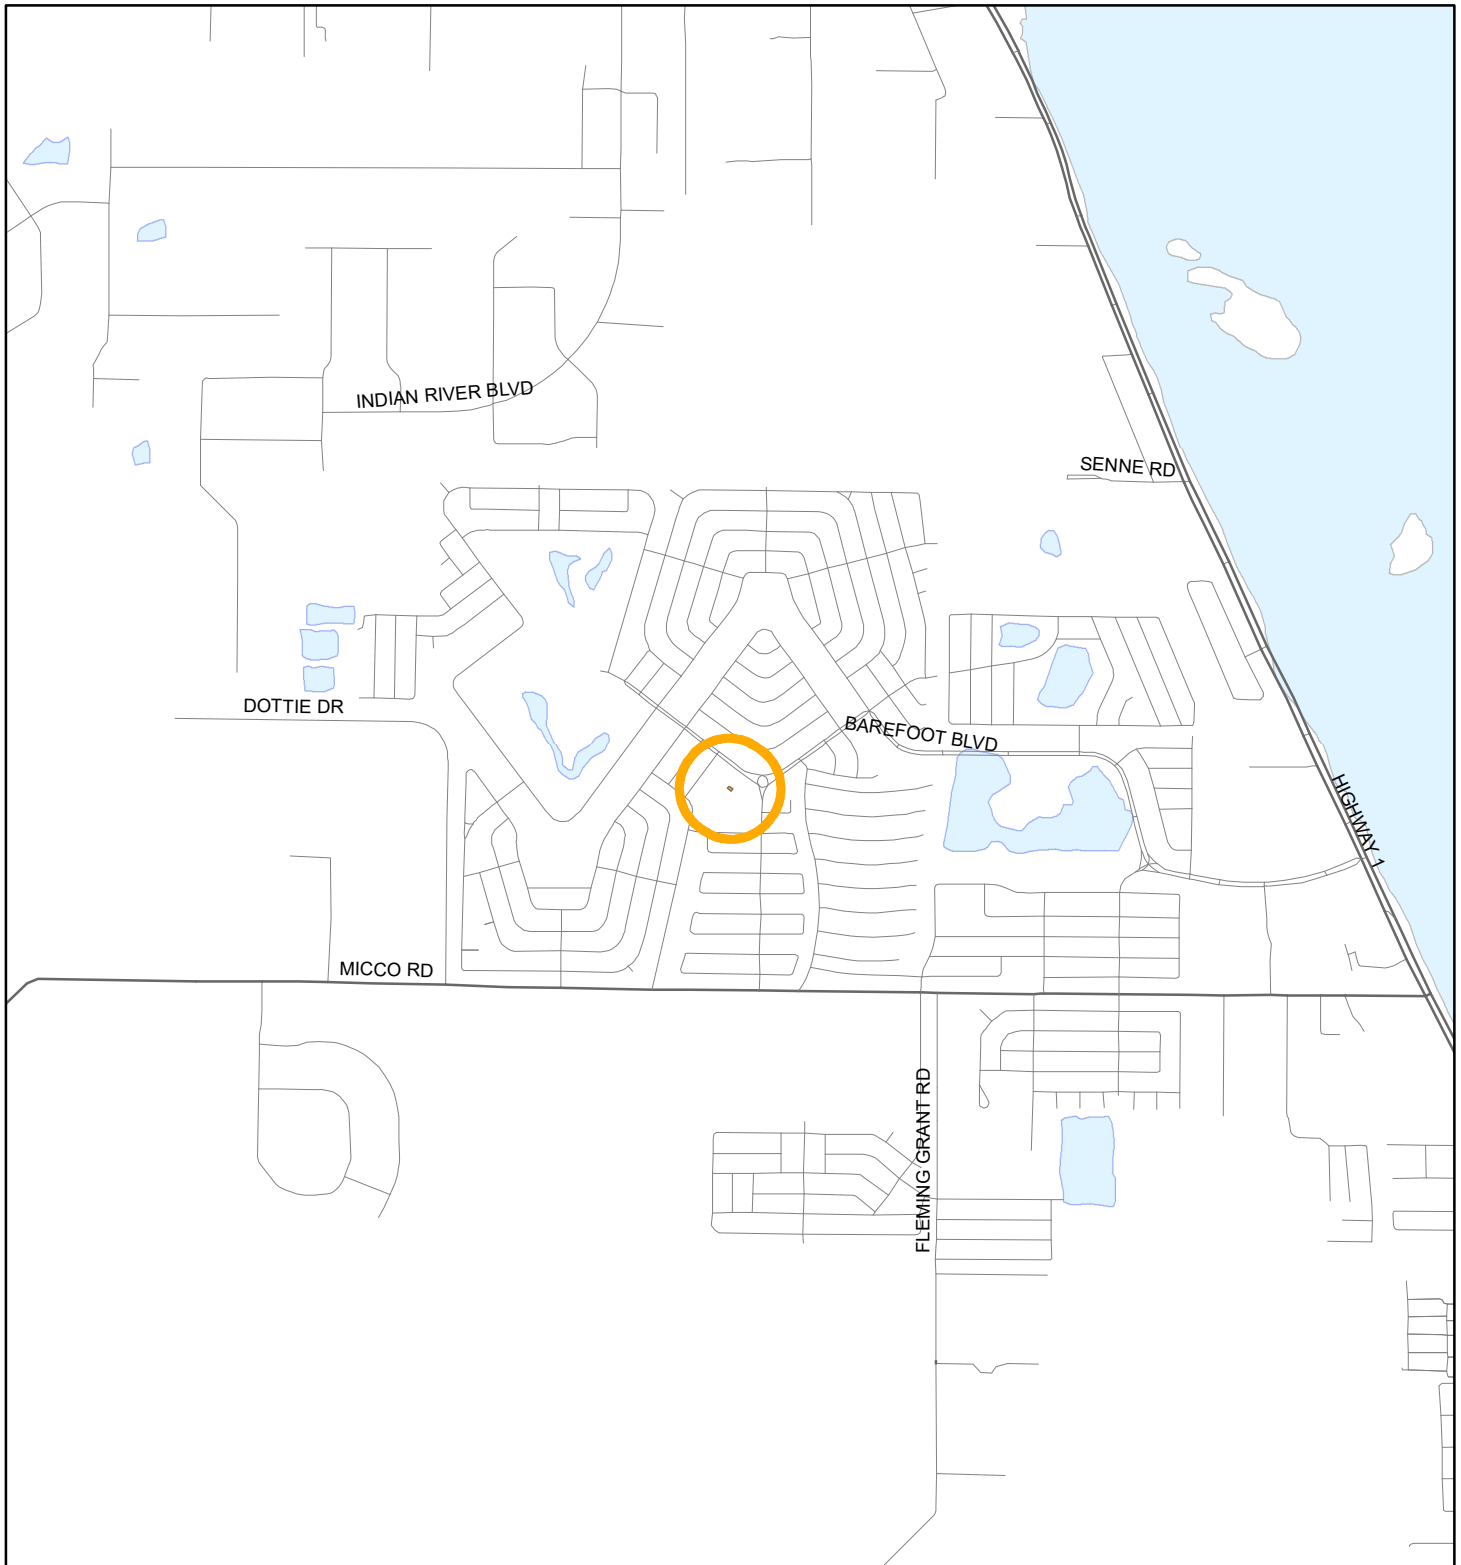 INDIAN RIVER BLVD
SENNE RD
DOTTIE DR
BAREFOOT BLVD
HIGHWAY 1
MICCO RD
FLEMING GRANT RD